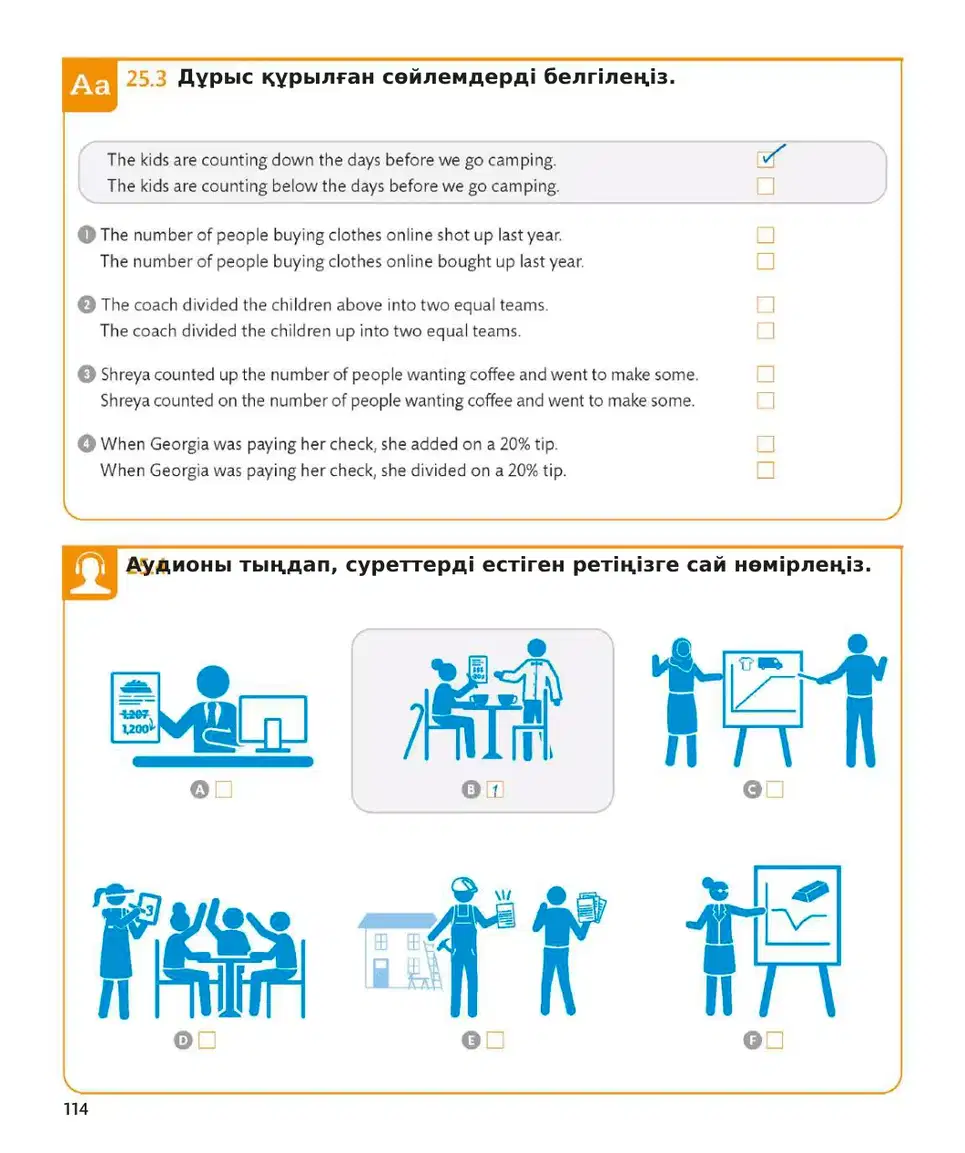 Aa 25.3 Дұрыс құрылған сөйлемдерді белгілеңіз.
The kids are counting down the days before we go camping.
The kids are counting below the days before we go camping.
1 The number of people buying clothes online shot up last year.
The number of people buying clothes online bought up last year.
2 The coach divided the children above into two equal teams.
The coach divided the children up into two equal teams.
3 Shreya counted up the number of people wanting coffee and went to make some.
Shreya counted on the number of people wanting coffee and went to make some.
4 When Georgia was paying her check, she added on a 20% tip.
When Georgia was paying her check, she divided on a 20% tip.
Аудионы тыңдап, суреттерді естіген ретіңізге сай нөмірлеңіз.
1,207
1,200
A
B 1
C
3
D
E
F
114